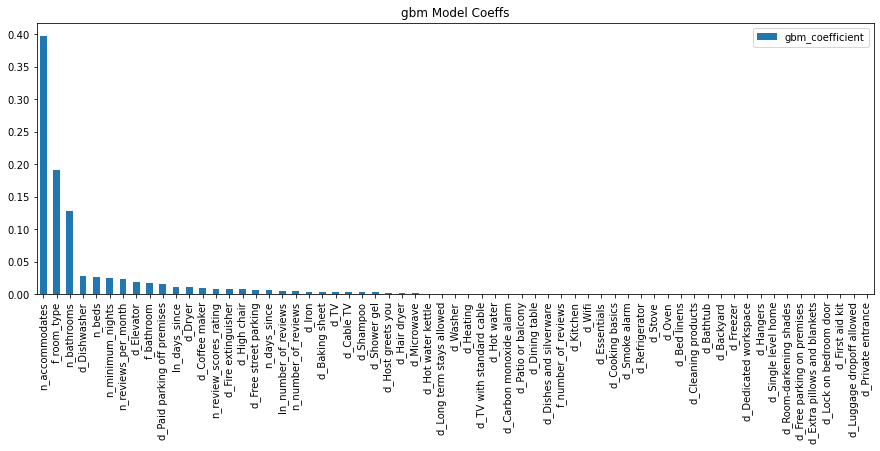 gbm Model Coeffs
gbm_coefficient
0.40
0.35
0.30
0.25
0.20
0.15
0.10
0.05
0.00
n_accommodates
f_room_type
n_bathrooms
d_Dishwasher
n_beds
n_minimum_nights
n_reviews_per_month
d_Elevator
f_bathroom
d_Paid parking off premises
ln_days_since
d_Dryer
d_Coffee maker
n_review_scores_rating
d_Fire extinguisher
d_High chair
d_Free street parking
n_days_since
ln_number_of_reviews
n_number_of_reviews
d_Iron
d_Baking sheet
d_TV
d_Cable TV
d_Shampoo
d_Shower gel
d_Host greets you
d_Hair dryer
d_Microwave
d_Hot water kettle
d_Long term stays allowed
d_Washer
d_Heating
d_TV with standard cable
d_Hot water
d_Carbon monoxide alarm
d_Patio or balcony
d_Dining table
d_Dishes and silverware
f_number_of_reviews
d_Kitchen
d_Wifi
d_Essentials
d_Cooking basics
d_Smoke alarm
d_Refrigerator
d_Stove
d_Oven
d_Bed linens
d_Cleaning products
d_Bathtub
d_Backyard
d_Freezer
d_Dedicated workspace
d_Hangers
d_Single level home
d_Room-darkening shades
d_Free parking on premises
d_Extra pillows and blankets
d_Lock on bedroom door
d_First aid kit
d_Luggage dropoff allowed
d_Private entrance